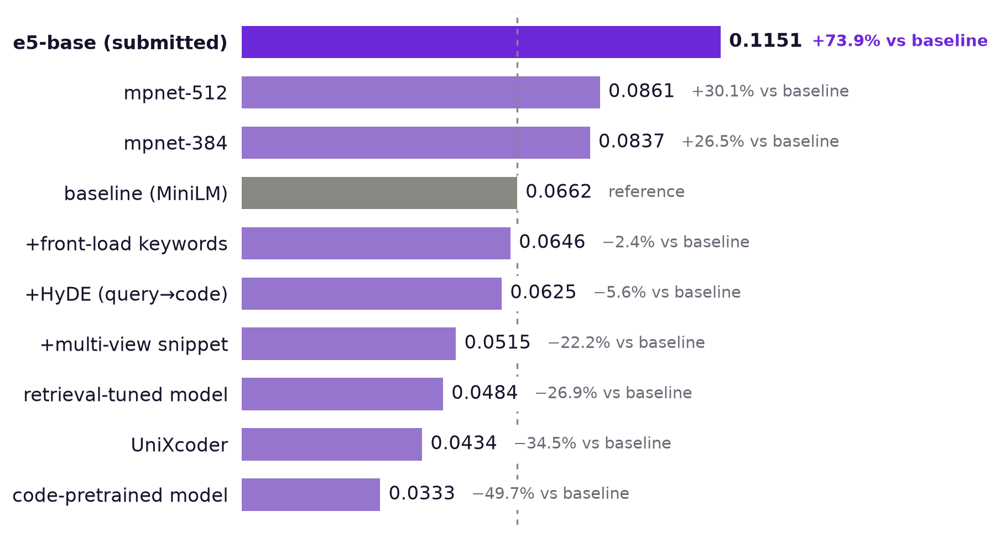 e5-base (submitted) 0.1151 +73.9% vs baseline
mpnet-512 0.0861 +30.1% vs baseline
mpnet-384 0.0837 +26.5% vs baseline
baseline (MiniLM) 0.0662 reference
+front-load keywords 0.0646 −2.4% vs baseline
+HyDE (query→code) 0.0625 −5.6% vs baseline
+multi-view snippet 0.0515 −22.2% vs baseline
retrieval-tuned model 0.0484 −26.9% vs baseline
UniXcoder 0.0434 −34.5% vs baseline
code-pretrained model 0.0333 −49.7% vs baseline